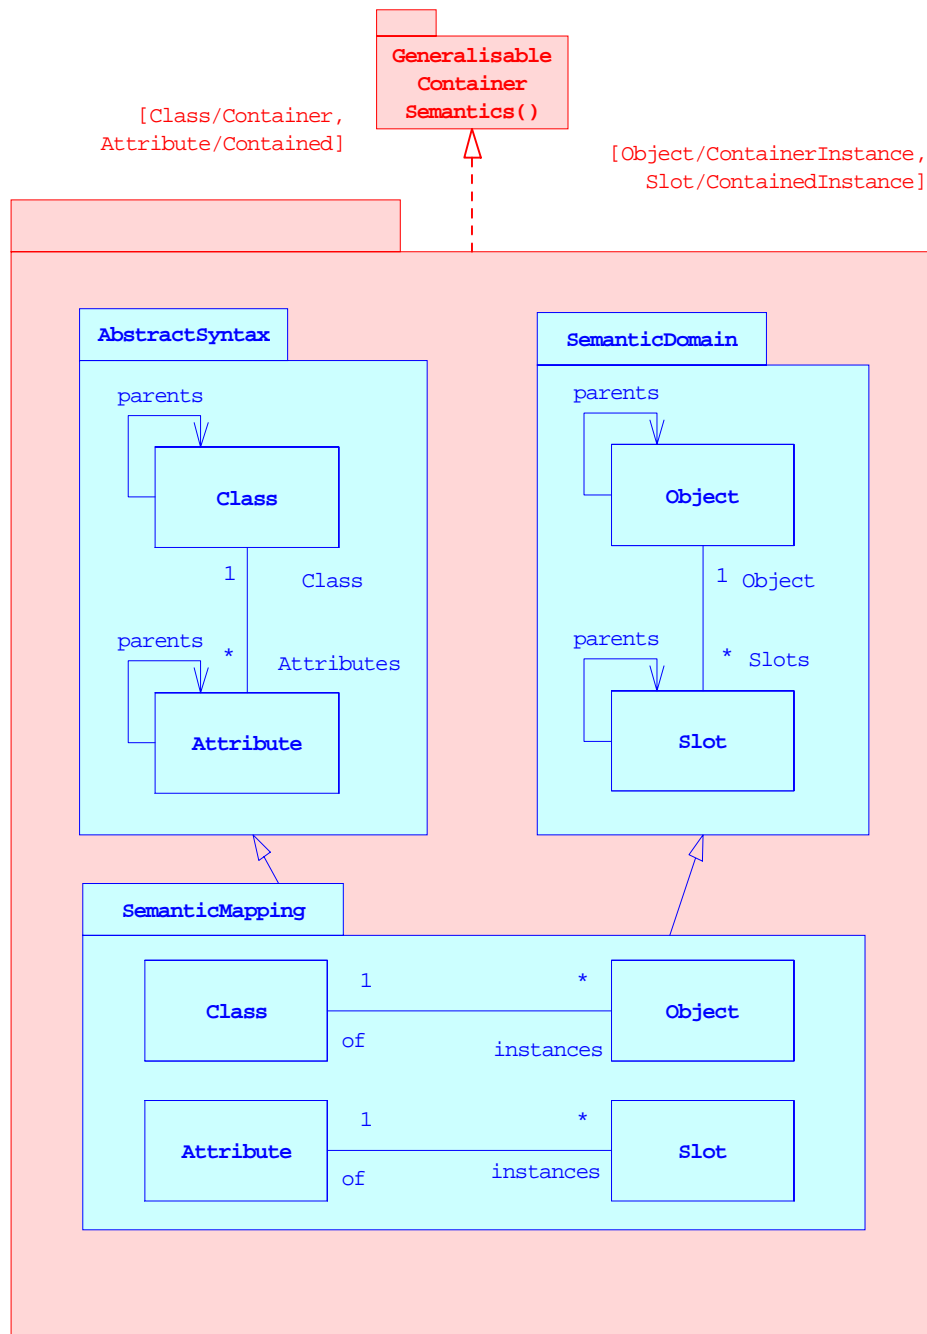 Generalisable
Container
Semantics()
[Class/Container,
Attribute/Contained]
[Object/ContainerInstance,
Slot/ContainedInstance]
AbstractSyntax
parents
Class
1
Class
parents
*
Attributes
Attribute
SemanticDomain
parents
Object
1
Object
parents
*
Slots
Slot
SemanticMapping
Class
1
*
of
instances
Object
Attribute
1
*
of
instances
Slot